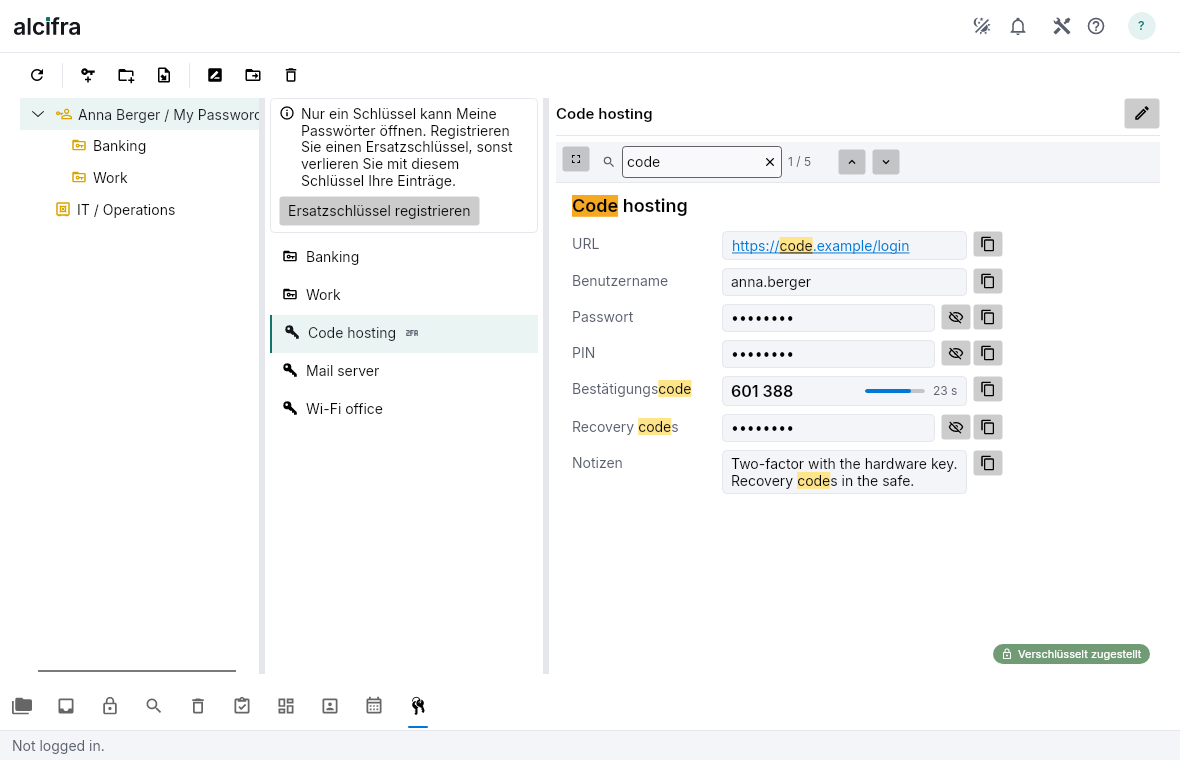 alcifra
?
Anna Berger / My Password
Banking
Work
IT / Operations
Nur ein Schlüssel kann Meine
Passwörter öffnen. Registrieren
Sie einen Ersatzschlüssel, sonst
verlieren Sie mit diesem
Schlüssel Ihre Einträge.
Ersatzschlüssel registrieren
Banking
Work
Code hosting 2FR
Mail server
Wi-Fi office
Code hosting
code 1 / 5
Code hosting
URL https://code.example/login
Benutzername anna.berger
Passwort ••••••••
PIN ••••••••
Bestätigungscode 601 388 23 s
Recovery codes ••••••••
Notizen Two-factor with the hardware key.
Recovery codes in the safe.
Verschlüsselt zugestellt
Not logged in.